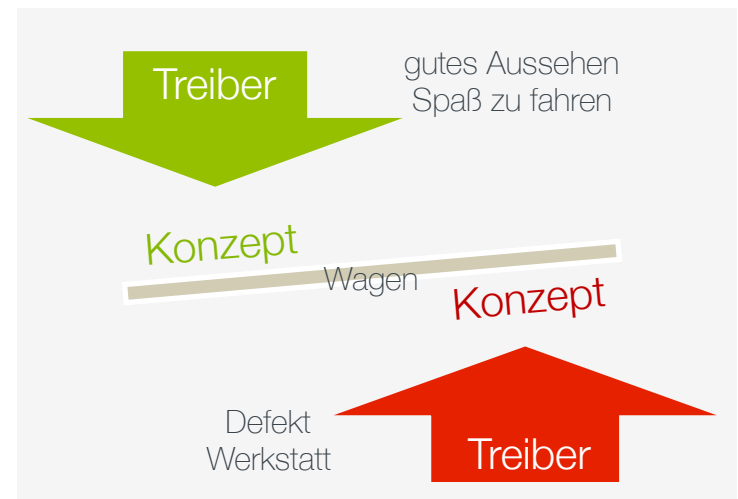 Treiber
gutes Aussehen
Spaß zu fahren
Konzept
Wagen
Konzept
Defekt
Werkstatt
Treiber